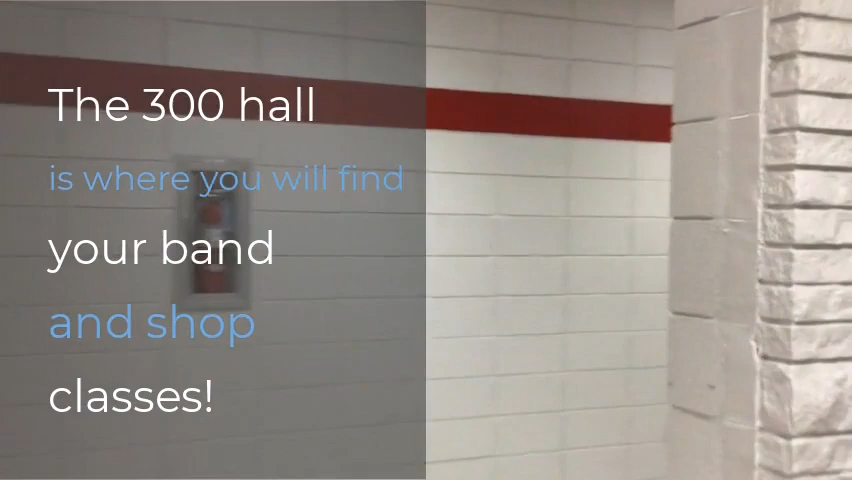 The 300 hall
is where you will find
your band
and shop
classes!